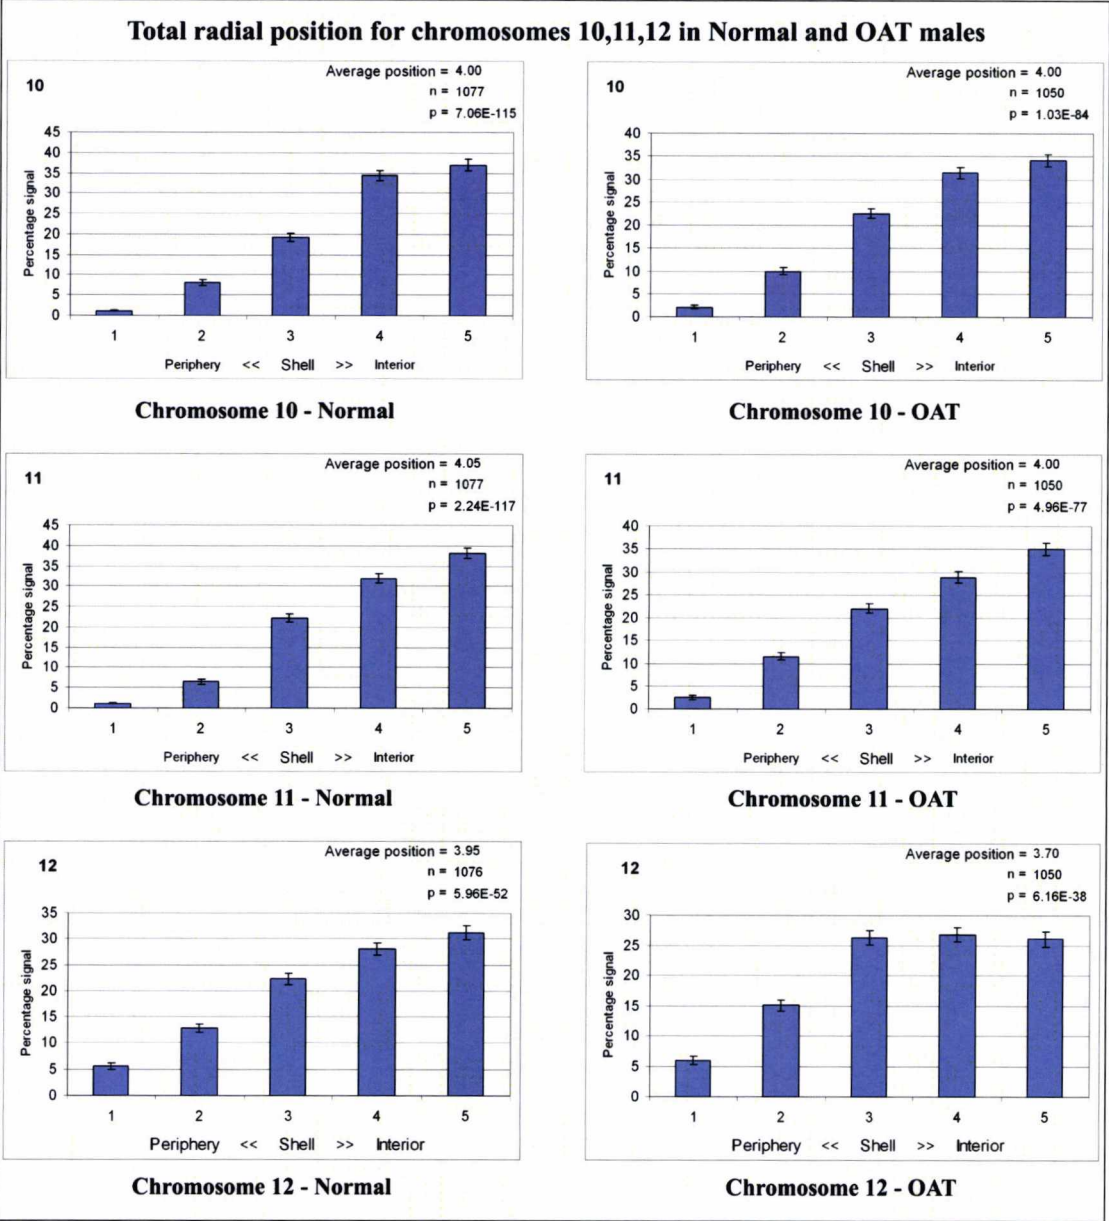 Total radial position for chromosomes 10,11,12 in Normal and OAT males
10
Average position = 4.00
n = 1077
p = 7.06E-115
Percentage signal
45
40
35
30
25
20
15
10
5
0
1 2 3 4 5
Periphery << Shell >> Interior
Chromosome 10 - Normal
10
Average position = 4.00
n = 1050
p = 1.03E-84
Percentage signal
40
35
30
25
20
15
10
5
0
1 2 3 4 5
Periphery << Shell >> Interior
Chromosome 10 - OAT
11
Average position = 4.05
n = 1077
p = 2.24E-117
Percentage signal
45
40
35
30
25
20
15
10
5
0
1 2 3 4 5
Periphery << Shell >> Interior
Chromosome 11 - Normal
11
Average position = 4.00
n = 1050
p = 4.96E-77
Percentage signal
40
35
30
25
20
15
10
5
0
1 2 3 4 5
Periphery << Shell >> Interior
Chromosome 11 - OAT
12
Average position = 3.95
n = 1076
p = 5.96E-52
Percentage signal
35
30
25
20
15
10
5
0
1 2 3 4 5
Periphery << Shell >> Interior
Chromosome 12 - Normal
12
Average position = 3.70
n = 1050
p = 6.16E-38
Percentage signal
30
25
20
15
10
5
0
1 2 3 4 5
Periphery << Shell >> Interior
Chromosome 12 - OAT